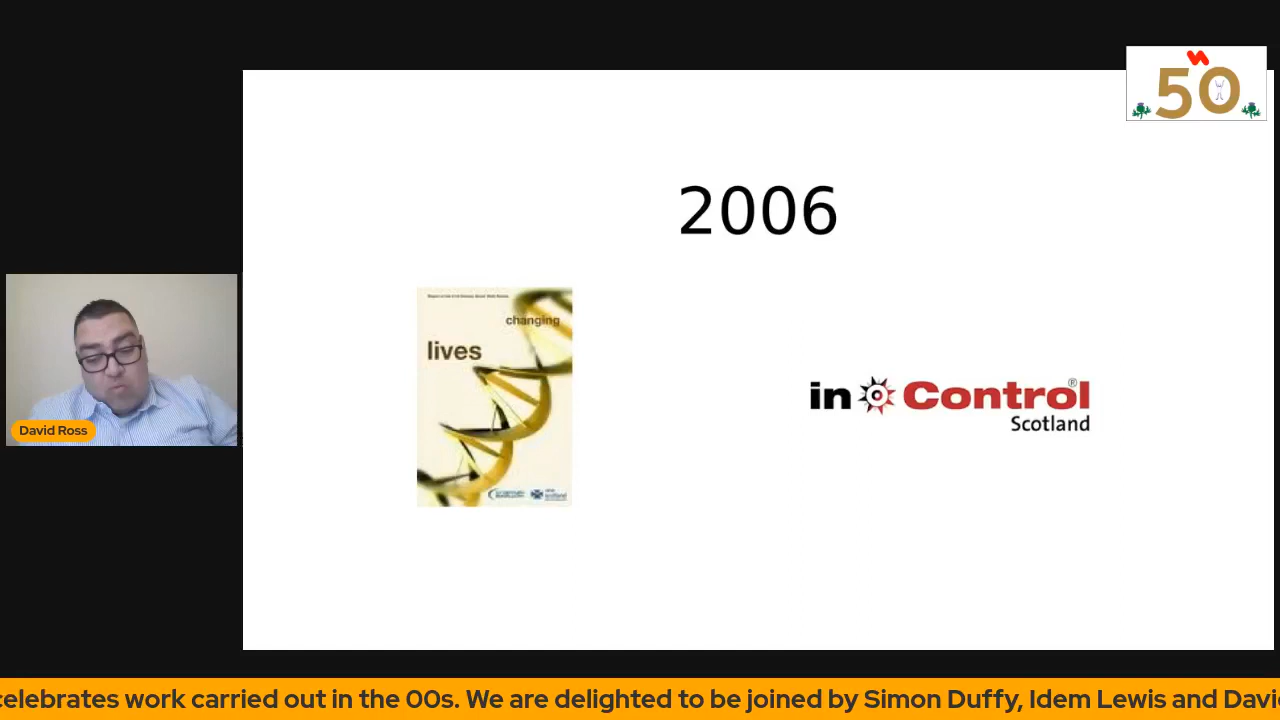 50
2006
changing
lives
in Control®
Scotland
David Ross
celebrates work carried out in the 00s. We are delighted to be joined by Simon Duffy, Idem Lewis and Davi